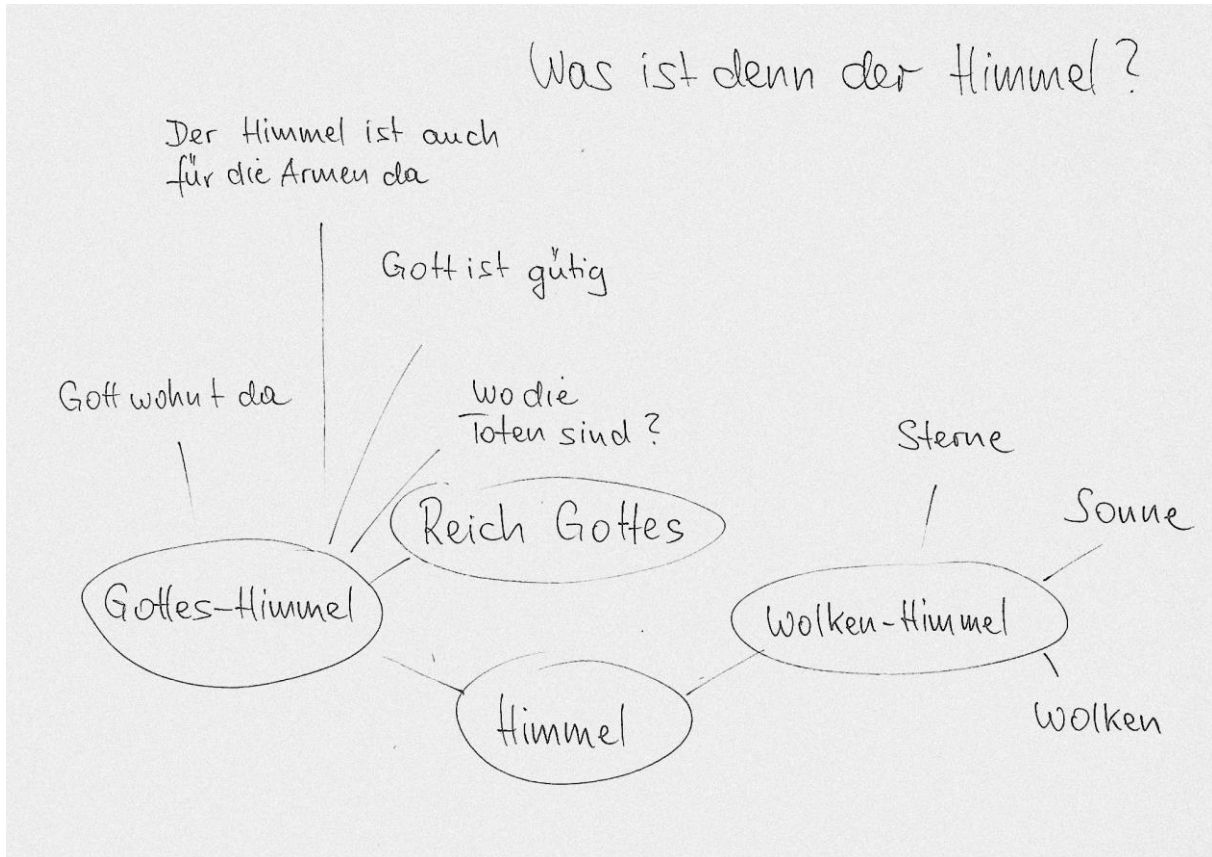 Was ist denn der Himmel?
Der Himmel ist auch
für die Armen da
Gott ist gütig
Gott wohnt da
Wo die
Toten sind?
Sterne
Reich Gottes
Sonne
Gottes-Himmel
Wolken-Himmel
Himmel
Wolken